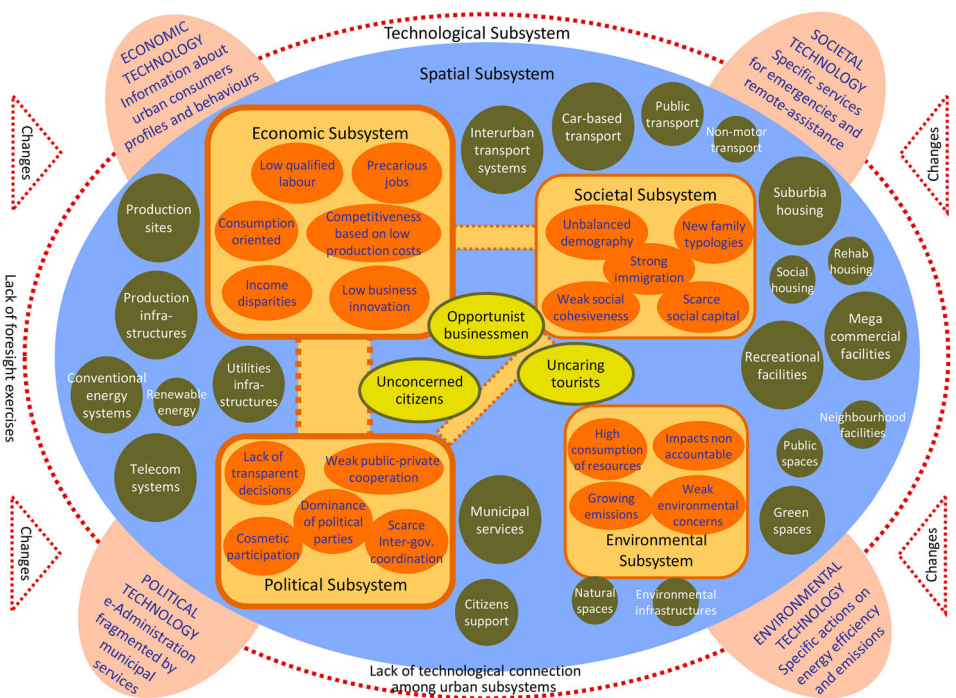 Technological Subsystem
ECONOMIC
TECHNOLOGY
Information about
urban consumers
profiles and behaviours
SOCIETAL
TECHNOLOGY
Specific services
for emergencies and
remote-assistance
Changes
Changes
Spatial Subsystem
Interurban
transport
systems
Car-based
transport
Public
transport
Non-motor
transport
Economic Subsystem
Low qualified
labour
Precarious
jobs
Consumption
oriented
Competitiveness
based on low
production costs
Income
disparities
Low business
innovation
Societal Subsystem
Unbalanced
demography
New family
typologies
Strong
immigration
Weak social
cohesiveness
Scarce
social capital
Production
sites
Production
infra-
structures
Conventional
energy
systems
Renewable
energy
Utilities
infra-
structures
Telecom
systems
Suburbia
housing
Social
housing
Rehab
housing
Mega
commercial
facilities
Recreational
facilities
Neighbourhood
facilities
Public
spaces
Green
spaces
Opportunist
businessmen
Unconcerned
citizens
Uncaring
tourists
Lack of foresight exercises
Lack of
transparent
decisions
Weak public-private
cooperation
Dominance
of political
parties
Cosmetic
participation
Scarce
Inter-gov.
coordination
Political Subsystem
Municipal
services
Citizens
support
High
consumption
of resources
Impacts non
accountable
Growing
emissions
Weak
environmental
concerns
Environmental
Subsystem
Natural
spaces
Environmental
infrastructures
Changes
Changes
POLITICAL
TECHNOLOGY
e-Administration
fragmented by
municipal
services
ENVIRONMENTAL
TECHNOLOGY
Specific actions on
energy efficiency
and emissions
Lack of technological connection
among urban subsystems